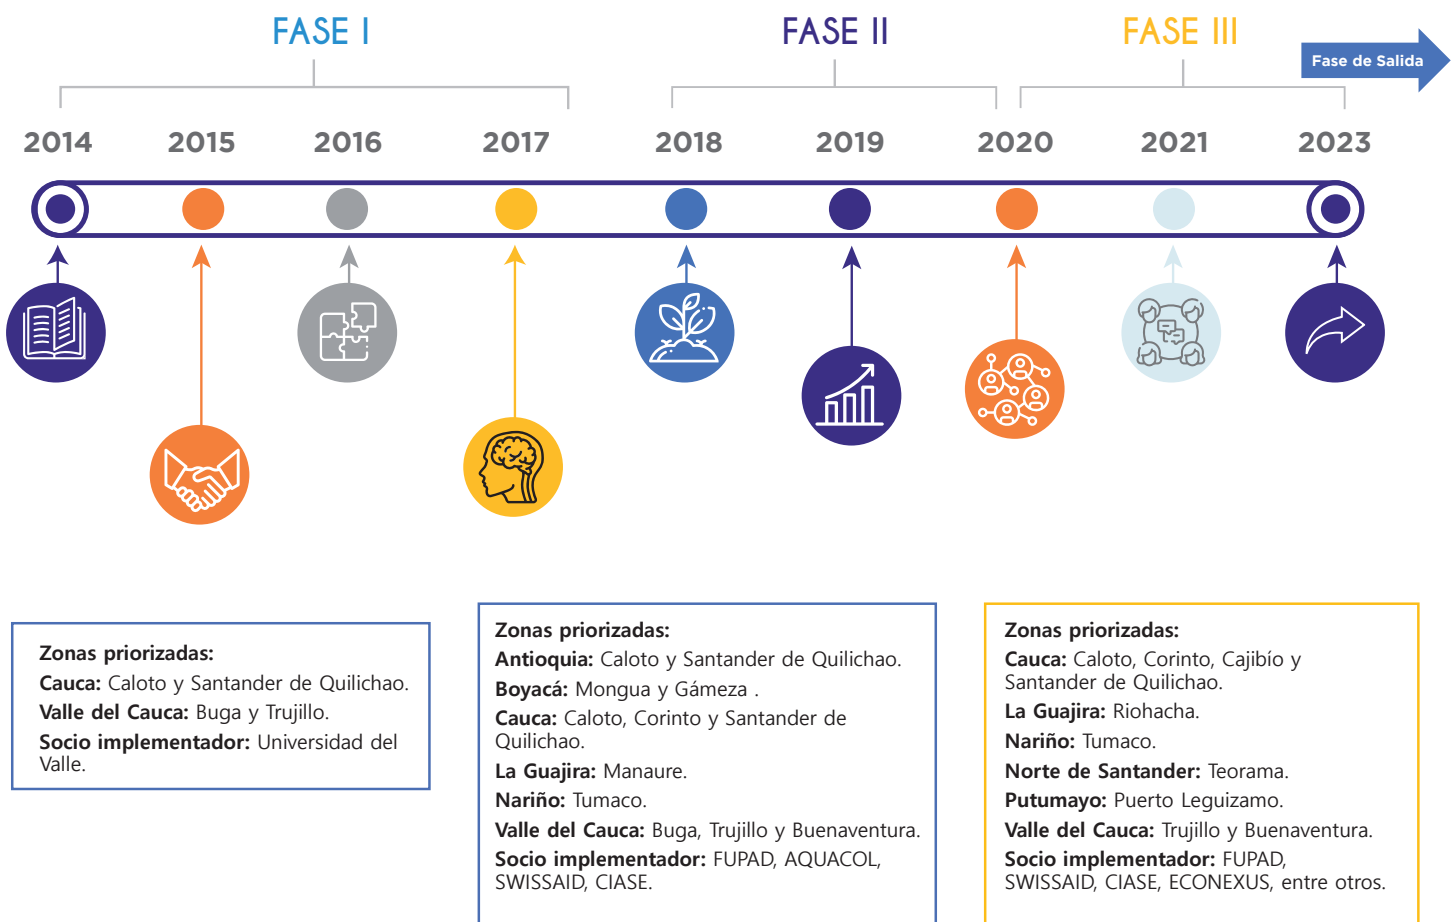 FASE I
FASE II
FASE III
Fase de Salida
2014
2015
2016
2017
2018
2019
2020
2021
2023
Zonas priorizadas:
Cauca: Caloto y Santander de Quilichao.
Valle del Cauca: Buga y Trujillo.
Socio implementador: Universidad del
Valle.
Zonas priorizadas:
Antioquia: Caloto y Santander de Quilichao.
Boyacá: Mongua y Gámeza .
Cauca: Caloto, Corinto y Santander de
Quilichao.
La Guajira: Manaure.
Nariño: Tumaco.
Valle del Cauca: Buga, Trujillo y Buenaventura.
Socio implementador: FUPAD, AQUACOL,
SWISSAID, CIASE.
Zonas priorizadas:
Cauca: Caloto, Corinto, Cajibío y
Santander de Quilichao.
La Guajira: Riohacha.
Nariño: Tumaco.
Norte de Santander: Teorama.
Putumayo: Puerto Leguizamo.
Valle del Cauca: Trujillo y Buenaventura.
Socio implementador: FUPAD,
SWISSAID, CIASE, ECONEXUS, entre otros.